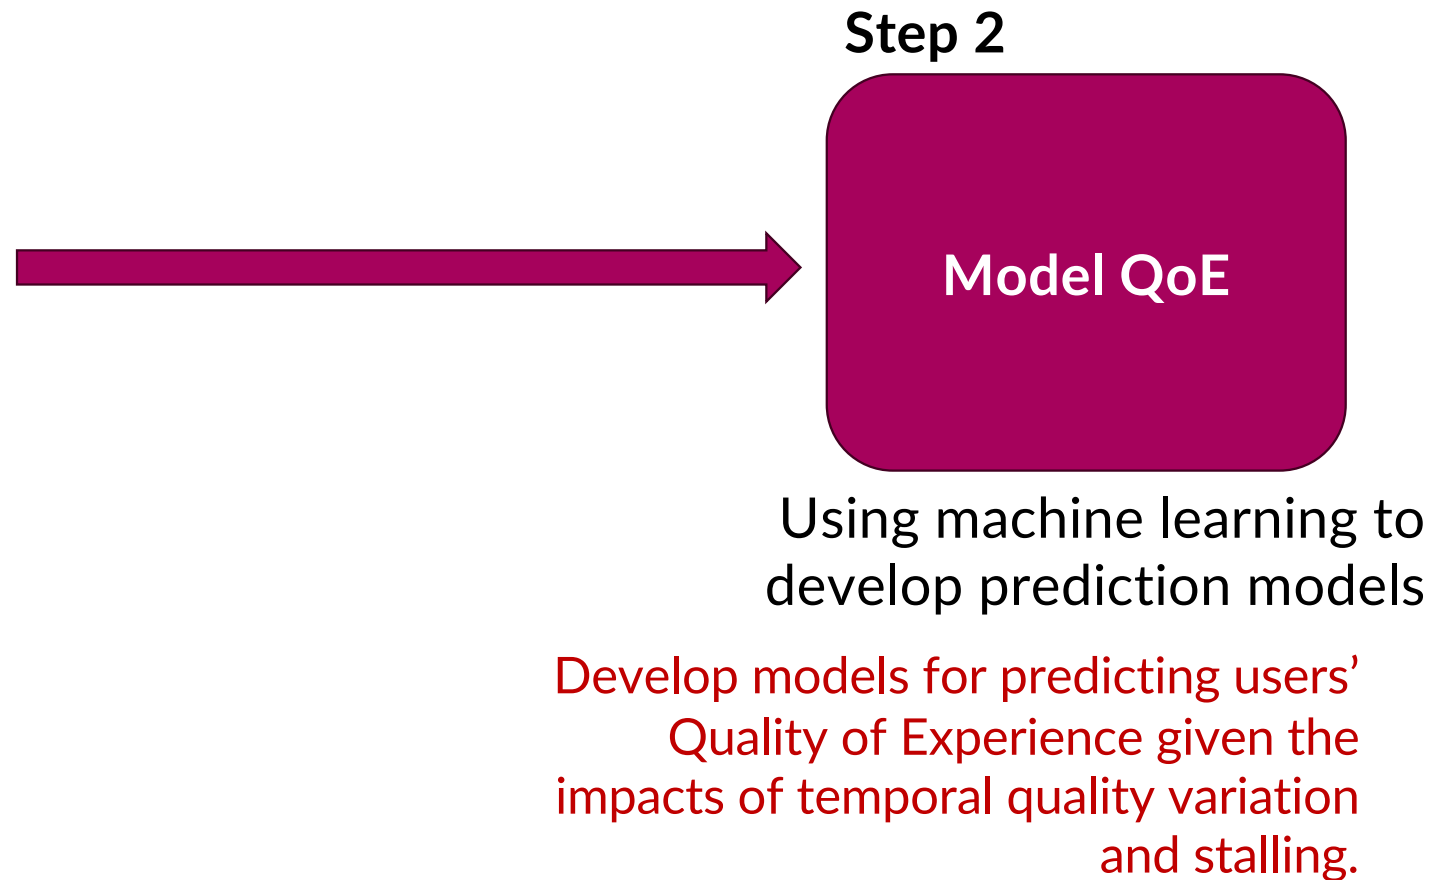 Step 2
Model QoE
Using machine learning to
develop prediction models
Develop models for predicting users’
Quality of Experience given the
impacts of temporal quality variation
and stalling.